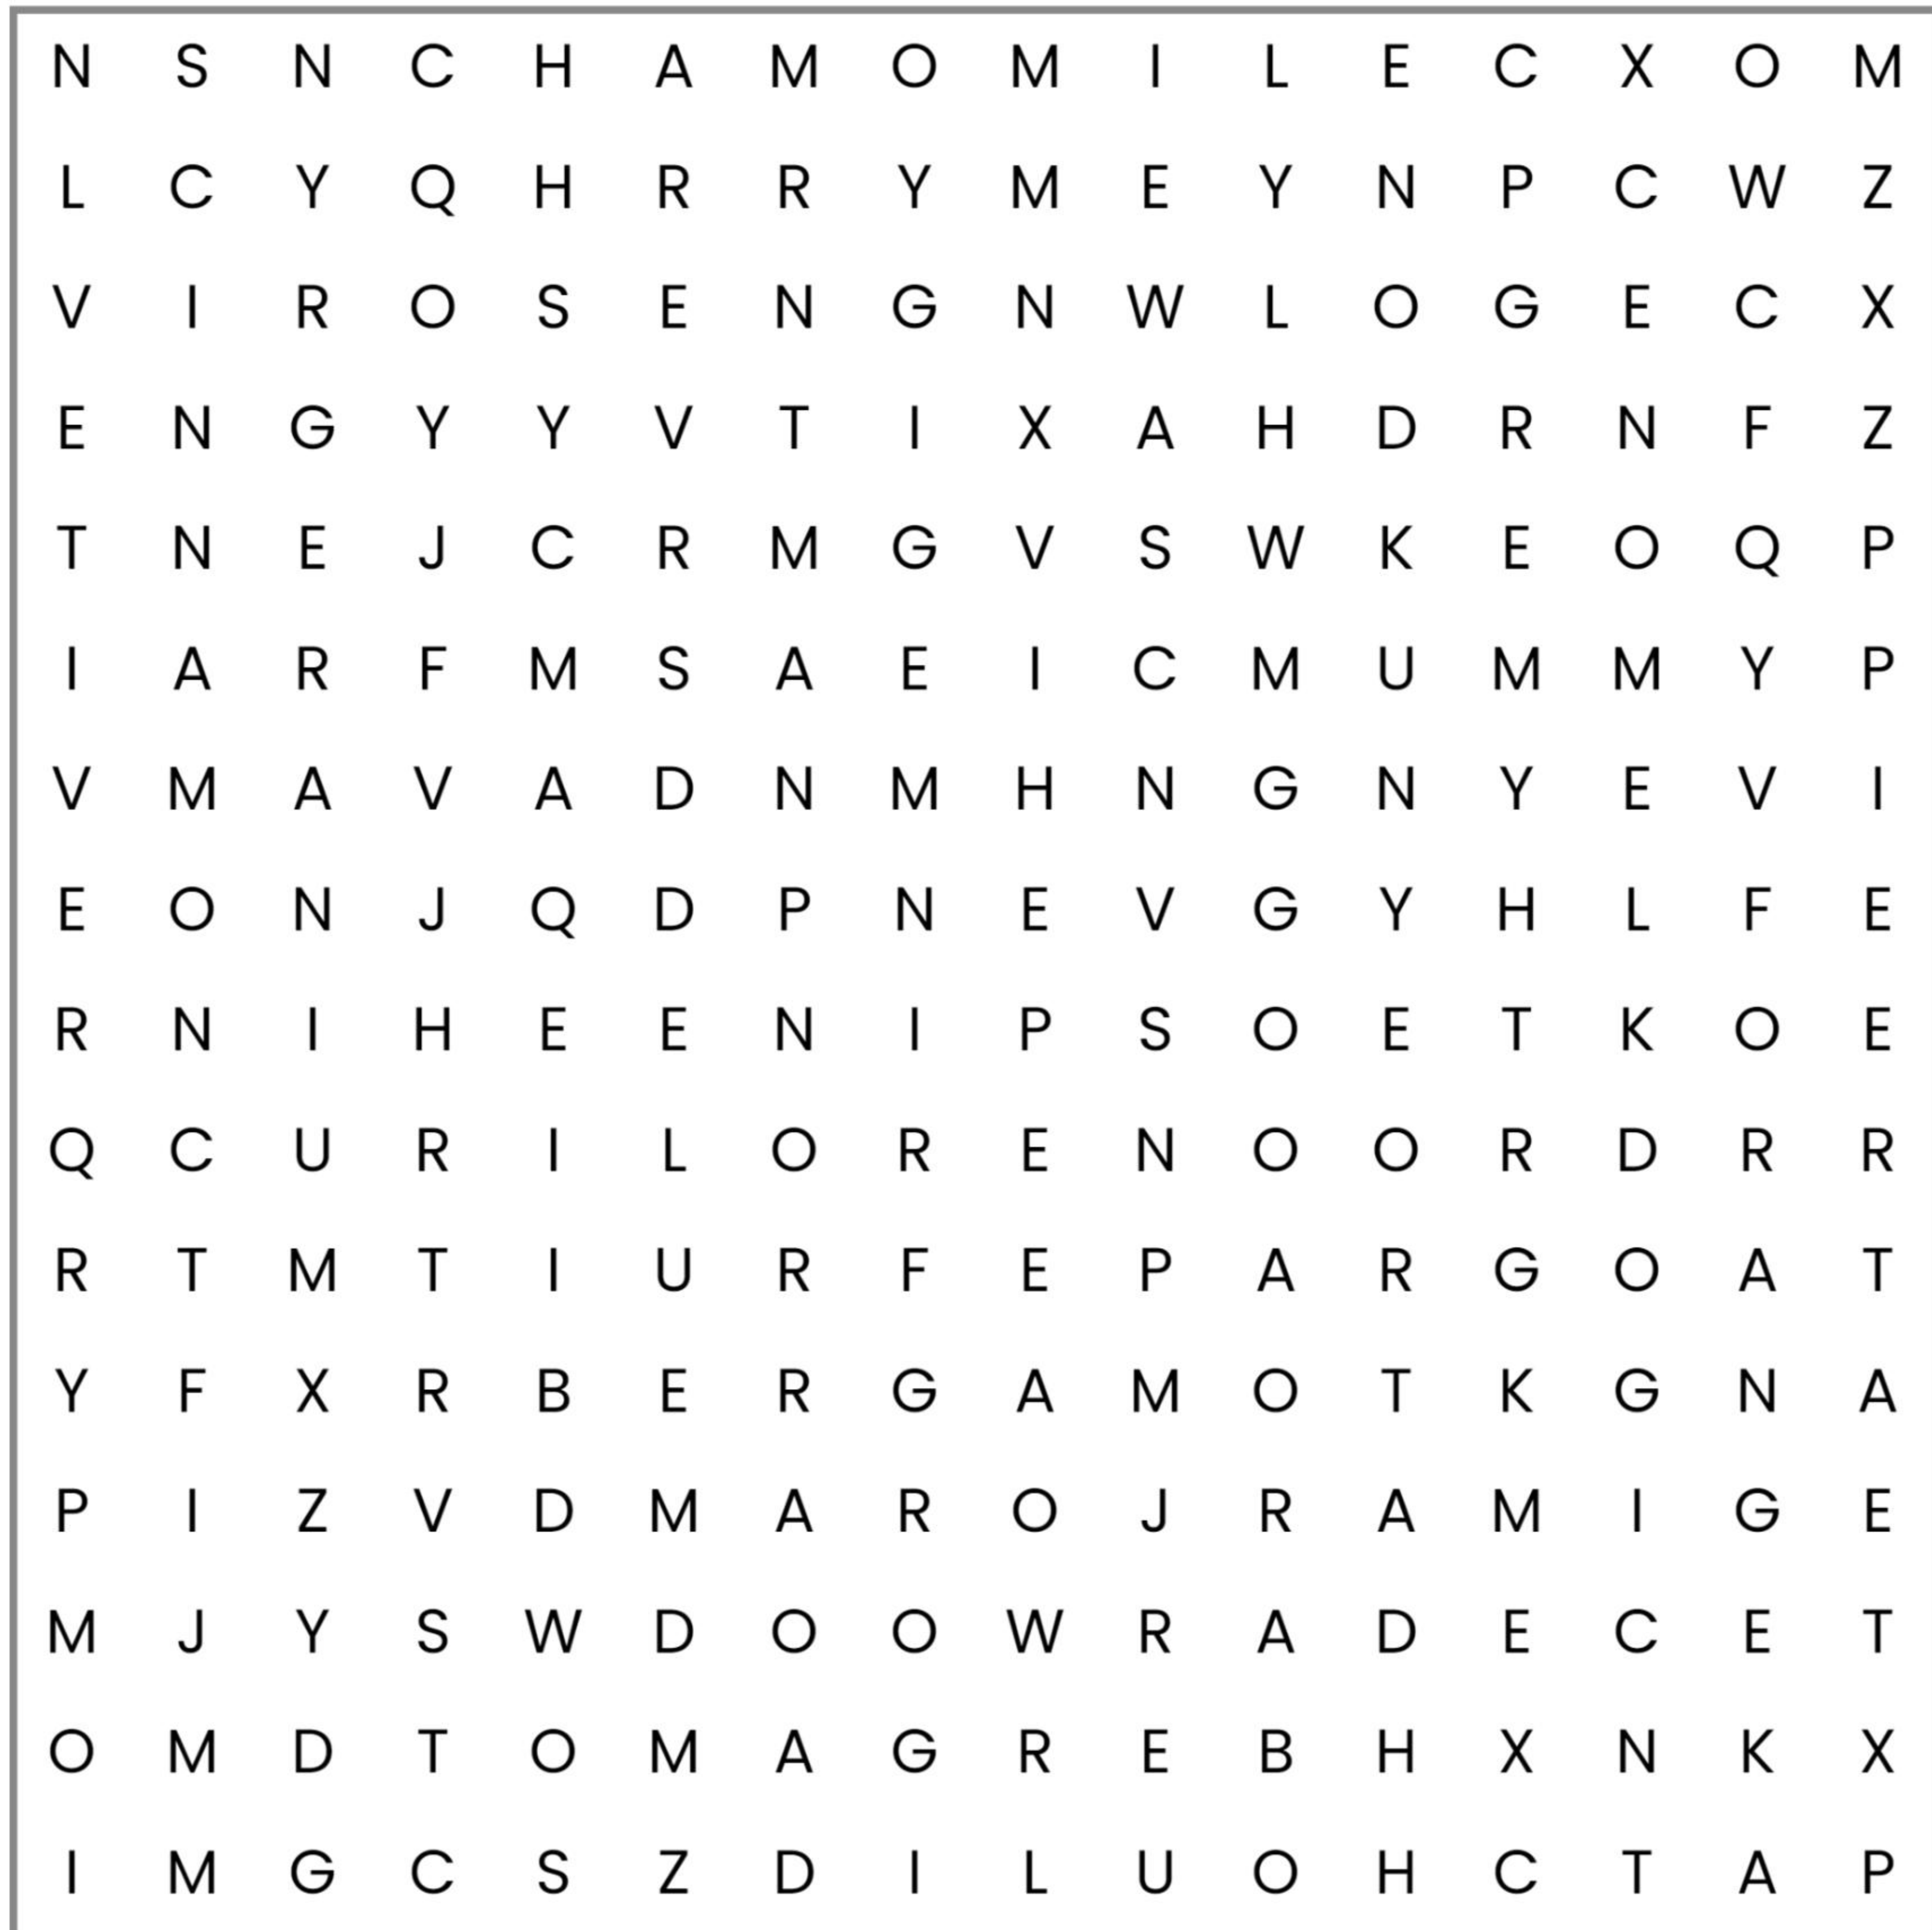 N S N C H A M O M I L E C X O M
L C Y Q H R R Y M E Y N P C W Z
V I R O S E N G N W L O G E C X
E N G Y Y V T I X A H D R N F Z
T N E J C R M G V S W K E O Q P
I A R F M S A E I C M U M M Y P
V M A V A D N M H N G N Y E V I
E O N J Q D P N E V G Y H L F E
R N I H E E N I P S O E T K O E
Q C U R I L O R E N O O R D R R
R T M T I U R F E P A R G O A T
Y F X R B E R G A M O T K G N A
P I Z V D M A R O J R A M I G E
M J Y S W D O O W R A D E C E T
O M D T O M A G R E B H X N K X
I M G C S Z D I L U O H C T A P